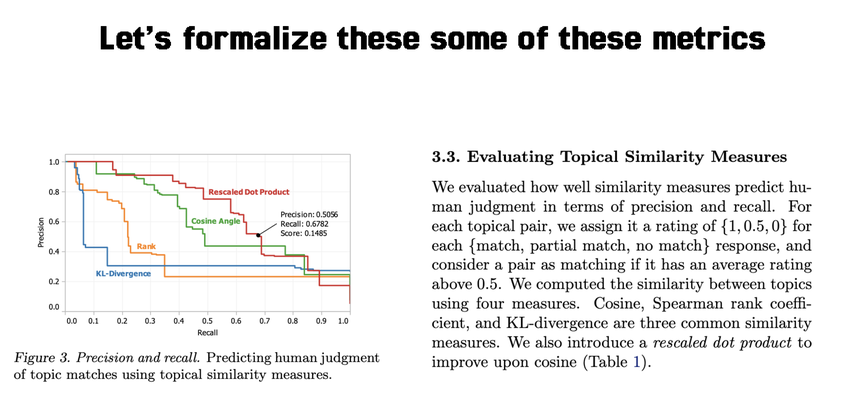 Let's formalize these some of these metrics
1.0
0.8
0.6
0.4
0.2
0.0
Precision
0.0 0.1 0.2 0.3 0.4 0.5 0.6 0.7 0.8 0.9 1.0
Recall
Rescaled Dot Product
Cosine Angle
Rank
KL-Divergence
Precision: 0.5056
Recall: 0.6782
Score: 0.1485
Figure 3. Precision and recall. Predicting human judgment
of topic matches using topical similarity measures.
3.3. Evaluating Topical Similarity Measures
We evaluated how well similarity measures predict hu-
man judgment in terms of precision and recall. For
each topical pair, we assign it a rating of {1, 0.5, 0} for
each {match, partial match, no match} response, and
consider a pair as matching if it has an average rating
above 0.5. We computed the similarity between topics
using four measures. Cosine, Spearman rank coeffi-
cient, and KL-divergence are three common similarity
measures. We also introduce a rescaled dot product to
improve upon cosine (Table 1).